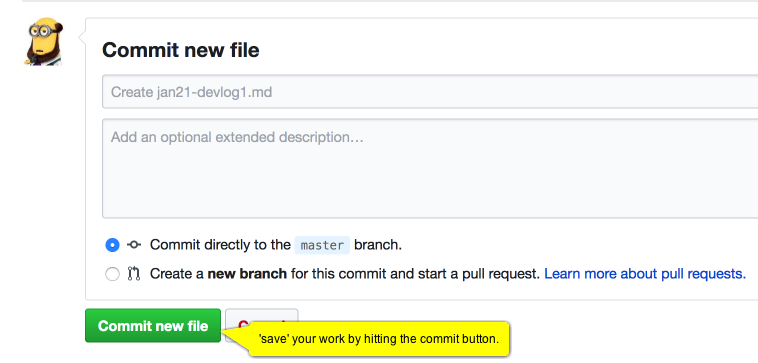 Commit new file
Create jan21-devlog1.md
Add an optional extended description…
Commit directly to the master branch.
Create a new branch for this commit and start a pull request. Learn more about pull requests.
Commit new file
'save' your work by hitting the commit button.